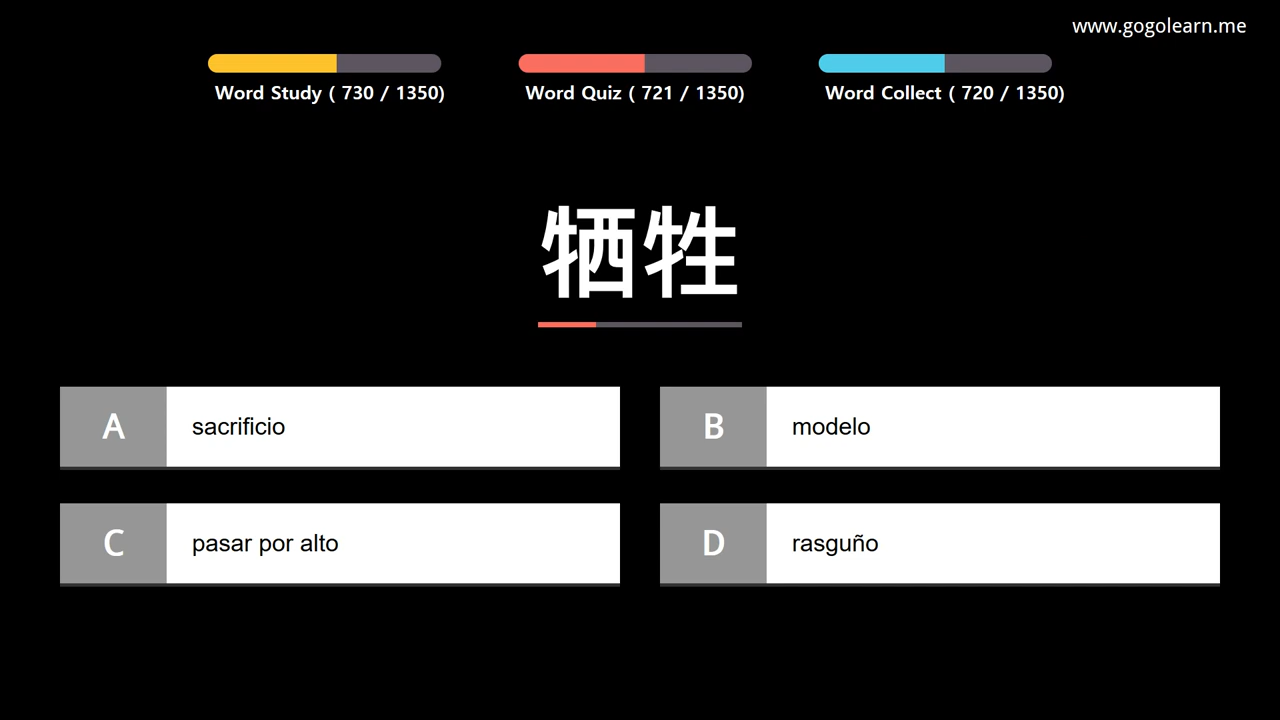 www.gogolearn.me
Word Study ( 730 / 1350)
Word Quiz ( 721 / 1350)
Word Collect ( 720 / 1350)
牺牲
A
sacrificio
B
modelo
C
pasar por alto
D
rasguño